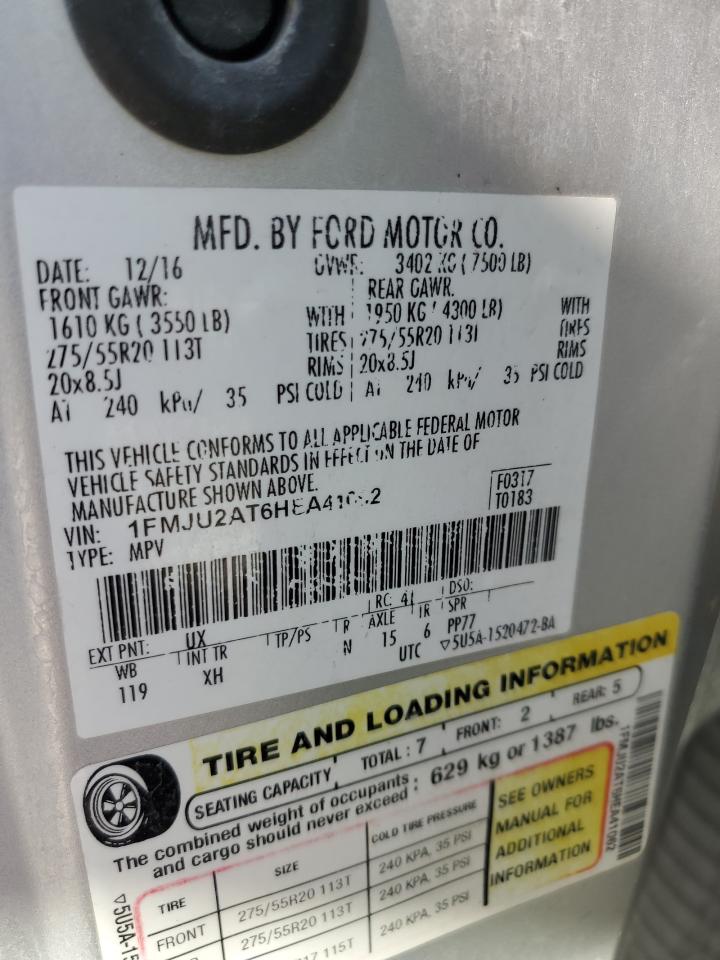 MFD. BY FORD MOTOR CO.
DATE: 12/16 GVWR: 3402 KG ( 7500 LB)
FRONT GAWR: REAR GAWR:
1610 KG ( 3550 LB) WITH 1950 KG ( 4300 LB) WITH
275/55R20 113T TIRES 275/55R20 113T TIRES
20x8.5J RIMS 20x8.5J RIMS
AT 240 kPa/ 35 PSI COLD AT 240 kPa/ 35 PSI COLD
THIS VEHICLE CONFORMS TO ALL APPLICABLE FEDERAL MOTOR
VEHICLE SAFETY STANDARDS IN EFFECT ON THE DATE OF
MANUFACTURE SHOWN ABOVE.
VIN: 1FMJU2AT6HEA41062 F0317
TYPE: MPV T0183
EXT PNT: UX RC: 41 DSO:
WB INT TR TP/PS R AXLE TR SPR
119 XH N 15 6 PP77
UTC ▽5U5A-1520472-BA
TIRE AND LOADING INFORMATION
SEATING CAPACITY TOTAL : 7 FRONT: 2 REAR: 5
The combined weight of occupants
and cargo should never exceed : 629 kg or 1387 lbs.
TIRE SIZE COLD TIRE PRESSURE
FRONT 275/55R20 113T 240 KPA, 35 PSI
275/55R20 113T 240 KPA, 35 PSI
115T 240 KPA, 35 PSI
SEE OWNERS
MANUAL FOR
ADDITIONAL
INFORMATION
▽5U5A-15